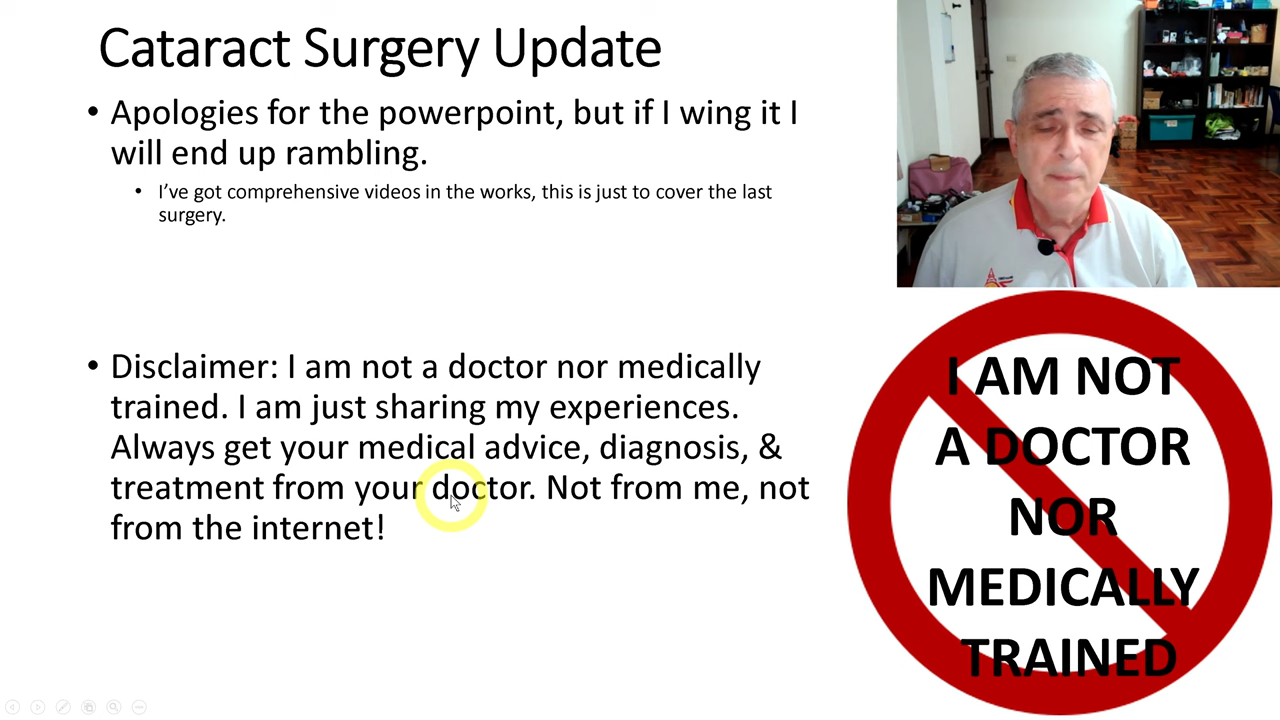 Cataract Surgery Update
• Apologies for the powerpoint, but if I wing it I
will end up rambling.
• I've got comprehensive videos in the works, this is just to cover the last
surgery.
• Disclaimer: I am not a doctor nor medically
trained. I am just sharing my experiences.
Always get your medical advice, diagnosis, &
treatment from your doctor. Not from me, not
from the internet!
I AM NOT
A DOCTOR
NOR
MEDICALLY
TRAINED